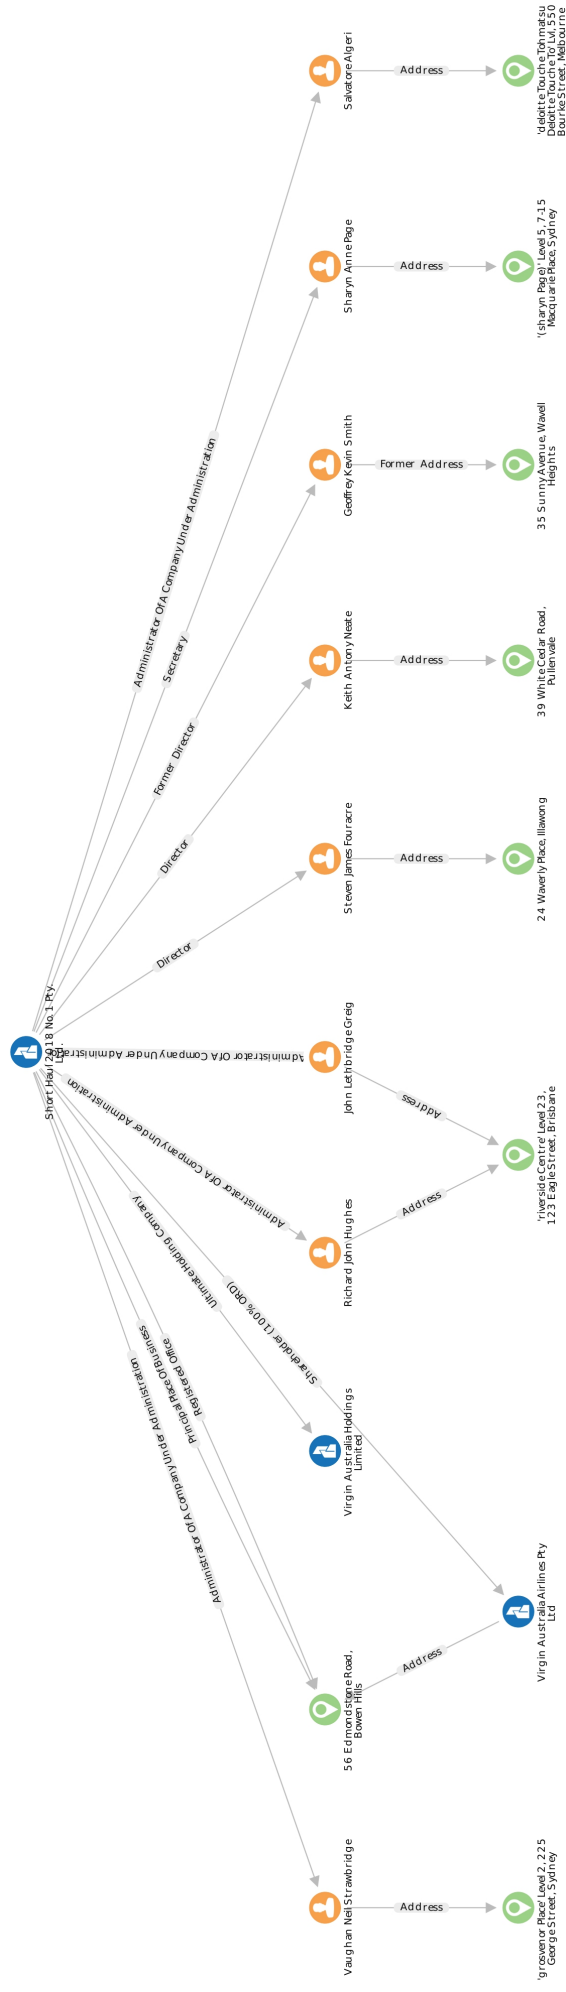 Salvatore Algeri
Address
'deloitte Touche Tohmatsu
Deloitte Touche To' Lvl, 550
Bourke Street, Melbourne
Administrator Of A Company Under Administration
Sharyn Anne Page
Address
'(sharyn Page)' Level 5, 7-15
Macquarie Place, Sydney
Secretary
Geoffrey Kevin Smith
Former Address
35 Sunny Avenue, Wavell
Heights
Former Director
Keith Antony Neate
Address
39 White Cedar Road,
Pullenvale
Director
Steven James Fouracre
Address
24 Waverly Place, Illawong
Director
Short Haul 2018 No. 1 Pty.
Ltd.
Administrator Of A Company Under Administration
John Lethbridge Greig
Address
'riverside Centre' Level 23,
123 Eagle Street, Brisbane
Administrator Of A Company Under Administration
Richard John Hughes
Address
Ultimate Holding Company
Virgin Australia Holdings
Limited
Shareholder (100% ORD)
Virgin Australia Airlines Pty
Ltd
Address
Registered Office
Principal Place Of Business
56 Edmondstone Road,
Bowen Hills
Administrator Of A Company Under Administration
Vaughan Neil Strawbridge
Address
'grosvenor Place' Level 2, 225
George Street, Sydney